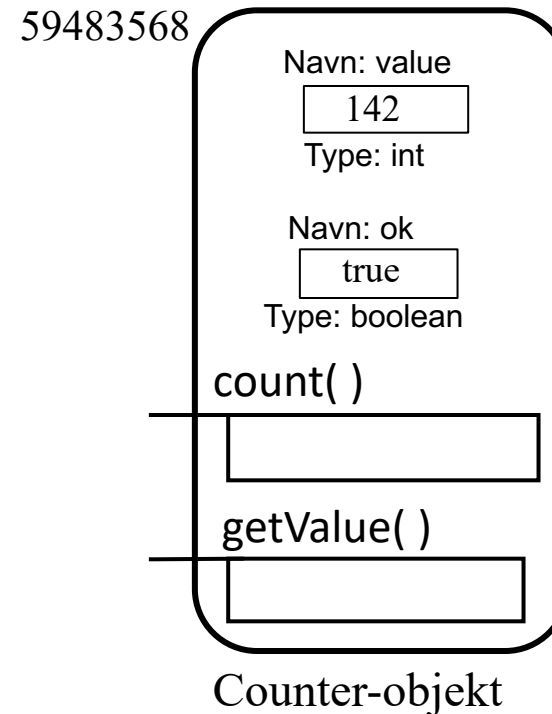 59483568
Navn: value
142
Type: int
Navn: ok
true
Type: boolean
count( )
getValue( )
Counter-objekt